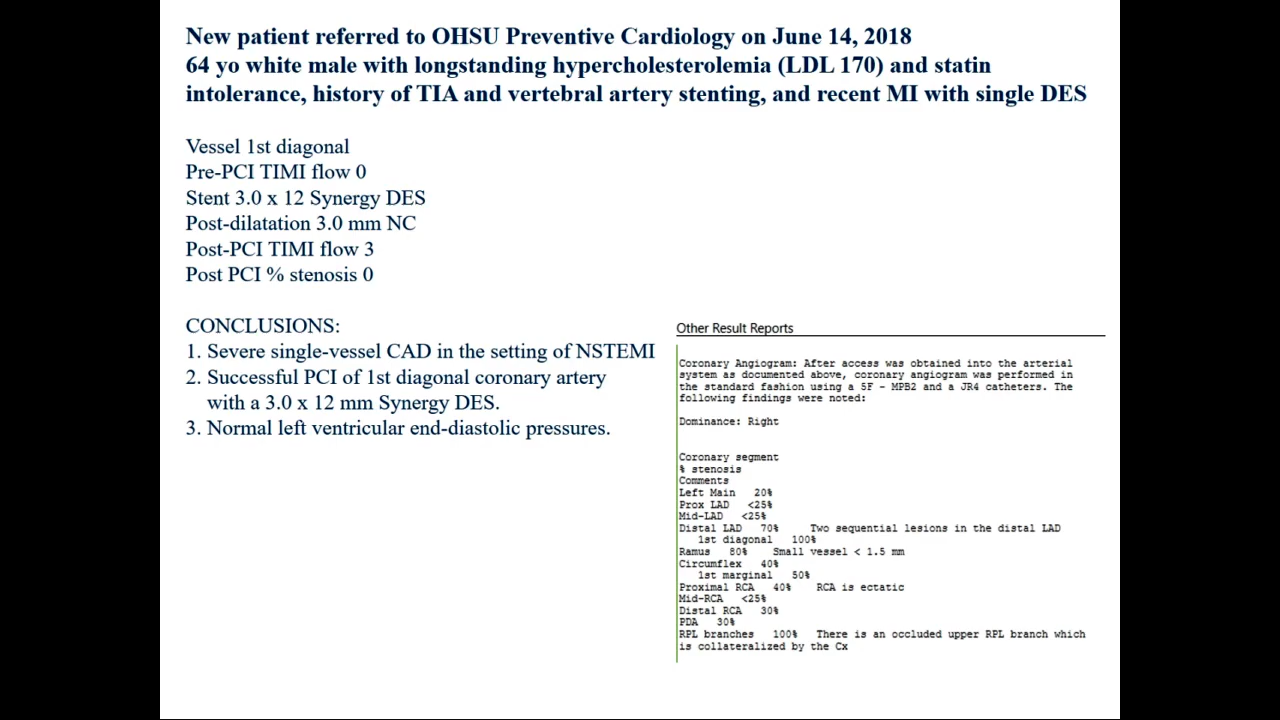 New patient referred to OHSU Preventive Cardiology on June 14, 2018
64 yo white male with longstanding hypercholesterolemia (LDL 170) and statin
intolerance, history of TIA and vertebral artery stenting, and recent MI with single DES
Vessel 1st diagonal
Pre-PCI TIMI flow 0
Stent 3.0 x 12 Synergy DES
Post-dilatation 3.0 mm NC
Post-PCI TIMI flow 3
Post PCI % stenosis 0
CONCLUSIONS:
1. Severe single-vessel CAD in the setting of NSTEMI
2. Successful PCI of 1st diagonal coronary artery
with a 3.0 x 12 mm Synergy DES.
3. Normal left ventricular end-diastolic pressures.
Other Result Reports
Coronary Angiogram: After access was obtained into the arterial
system as documented above, coronary angiogram was performed in
the standard fashion using a 5F - MPB2 and a JR4 catheters. The
following findings were noted:
Dominance: Right
Coronary segment
% stenosis
Comments
Left Main 20%
Prox LAD <25%
Mid-LAD <25%
Distal LAD 70% Two sequential lesions in the distal LAD
1st diagonal 100%
Ramus 80% Small vessel < 1.5 mm
Circumflex 40%
1st marginal 50%
Proximal RCA 40% RCA is ectatic
Mid-RCA <25%
Distal RCA 30%
PDA 30%
RPL branches 100% There is an occluded upper RPL branch which
is collateralized by the Cx